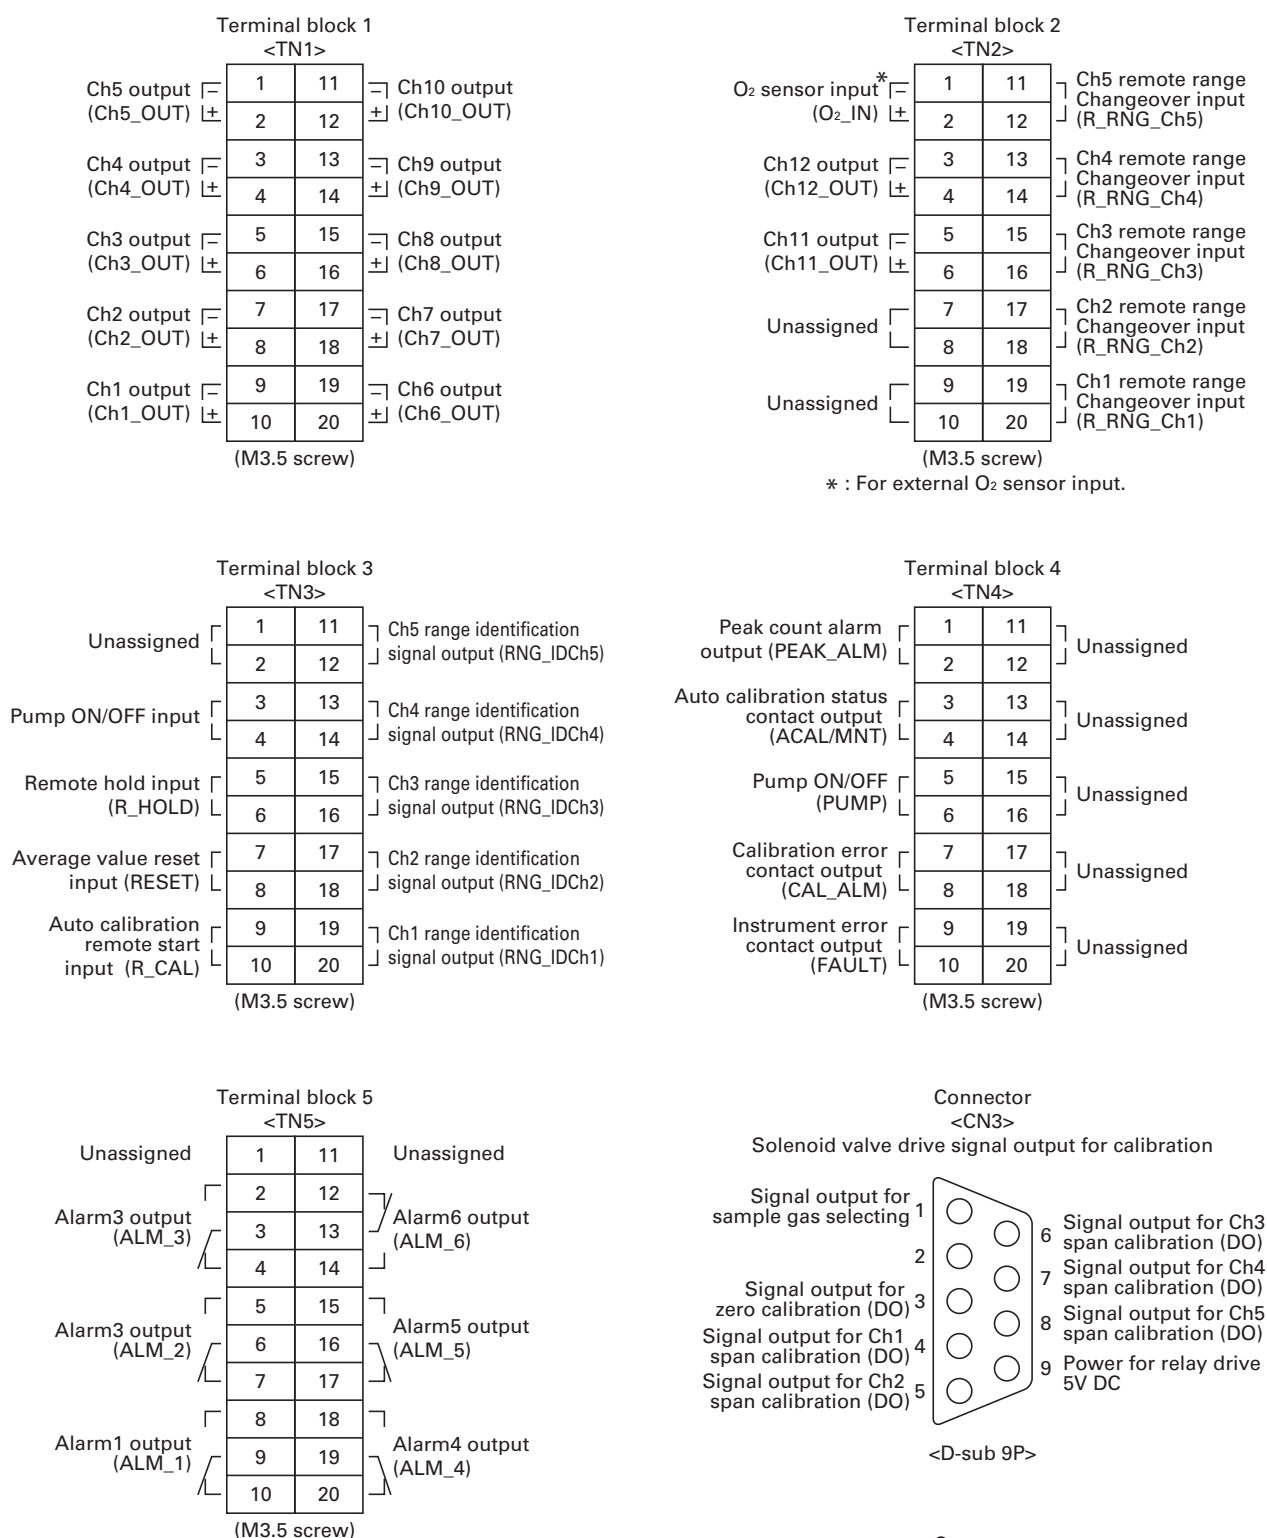 Terminal block 1
<TN1>
Ch5 output −
(Ch5_OUT) +
Ch4 output −
(Ch4_OUT) +
Ch3 output −
(Ch3_OUT) +
Ch2 output −
(Ch2_OUT) +
Ch1 output −
(Ch1_OUT) +
1 11
2 12
3 13
4 14
5 15
6 16
7 17
8 18
9 19
10 20
− Ch10 output
+ (Ch10_OUT)
− Ch9 output
+ (Ch9_OUT)
− Ch8 output
+ (Ch8_OUT)
− Ch7 output
+ (Ch7_OUT)
− Ch6 output
+ (Ch6_OUT)
(M3.5 screw)
Terminal block 2
<TN2>
O₂ sensor input * −
(O₂_IN) +
Ch12 output −
(Ch12_OUT) +
Ch11 output −
(Ch11_OUT) +
Unassigned
Unassigned
1 11
2 12
3 13
4 14
5 15
6 16
7 17
8 18
9 19
10 20
Ch5 remote range
Changeover input
(R_RNG_Ch5)
Ch4 remote range
Changeover input
(R_RNG_Ch4)
Ch3 remote range
Changeover input
(R_RNG_Ch3)
Ch2 remote range
Changeover input
(R_RNG_Ch2)
Ch1 remote range
Changeover input
(R_RNG_Ch1)
(M3.5 screw)
* : For external O₂ sensor input.
Terminal block 3
<TN3>
Unassigned
Pump ON/OFF input
Remote hold input
(R_HOLD)
Average value reset
input (RESET)
Auto calibration
remote start
input (R_CAL)
1 11
2 12
3 13
4 14
5 15
6 16
7 17
8 18
9 19
10 20
Ch5 range identification
signal output (RNG_IDCh5)
Ch4 range identification
signal output (RNG_IDCh4)
Ch3 range identification
signal output (RNG_IDCh3)
Ch2 range identification
signal output (RNG_IDCh2)
Ch1 range identification
signal output (RNG_IDCh1)
(M3.5 screw)
Terminal block 4
<TN4>
Peak count alarm
output (PEAK_ALM)
Auto calibration status
contact output
(ACAL/MNT)
Pump ON/OFF
(PUMP)
Calibration error
contact output
(CAL_ALM)
Instrument error
contact output
(FAULT)
1 11
2 12
3 13
4 14
5 15
6 16
7 17
8 18
9 19
10 20
Unassigned
Unassigned
Unassigned
Unassigned
Unassigned
(M3.5 screw)
Terminal block 5
<TN5>
Unassigned
Alarm3 output
(ALM_3)
Alarm3 output
(ALM_2)
Alarm1 output
(ALM_1)
1 11
2 12
3 13
4 14
5 15
6 16
7 17
8 18
9 19
10 20
Unassigned
Alarm6 output
(ALM_6)
Alarm5 output
(ALM_5)
Alarm4 output
(ALM_4)
(M3.5 screw)
Connector
<CN3>
Solenoid valve drive signal output for calibration
Signal output for
sample gas selecting 1
2
Signal output for
zero calibration (DO) 3
Signal output for Ch1
span calibration (DO) 4
Signal output for Ch2
span calibration (DO) 5
6 Signal output for Ch3
span calibration (DO)
7 Signal output for Ch4
span calibration (DO)
8 Signal output for Ch5
span calibration (DO)
9 Power for relay drive
5V DC
<D-sub 9P>